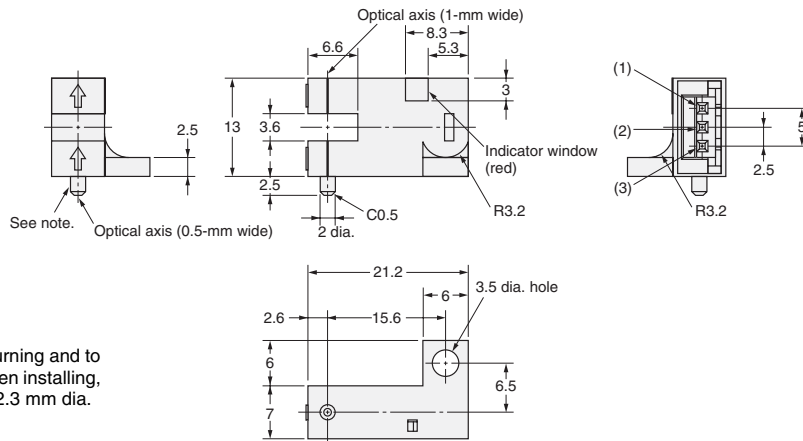 Optical axis (1-mm wide)
8.3
6.6
5.3
(1)
3
2.5
13
3.6
(2)
5
Indicator window
(red)
2.5
2.5
(3)
C0.5
R3.2
R3.2
See note.
Optical axis (0.5-mm wide)
2 dia.
21.2
6
3.5 dia. hole
2.6
15.6
urning and to
en installing,
2.3 mm dia.
6
6.5
7